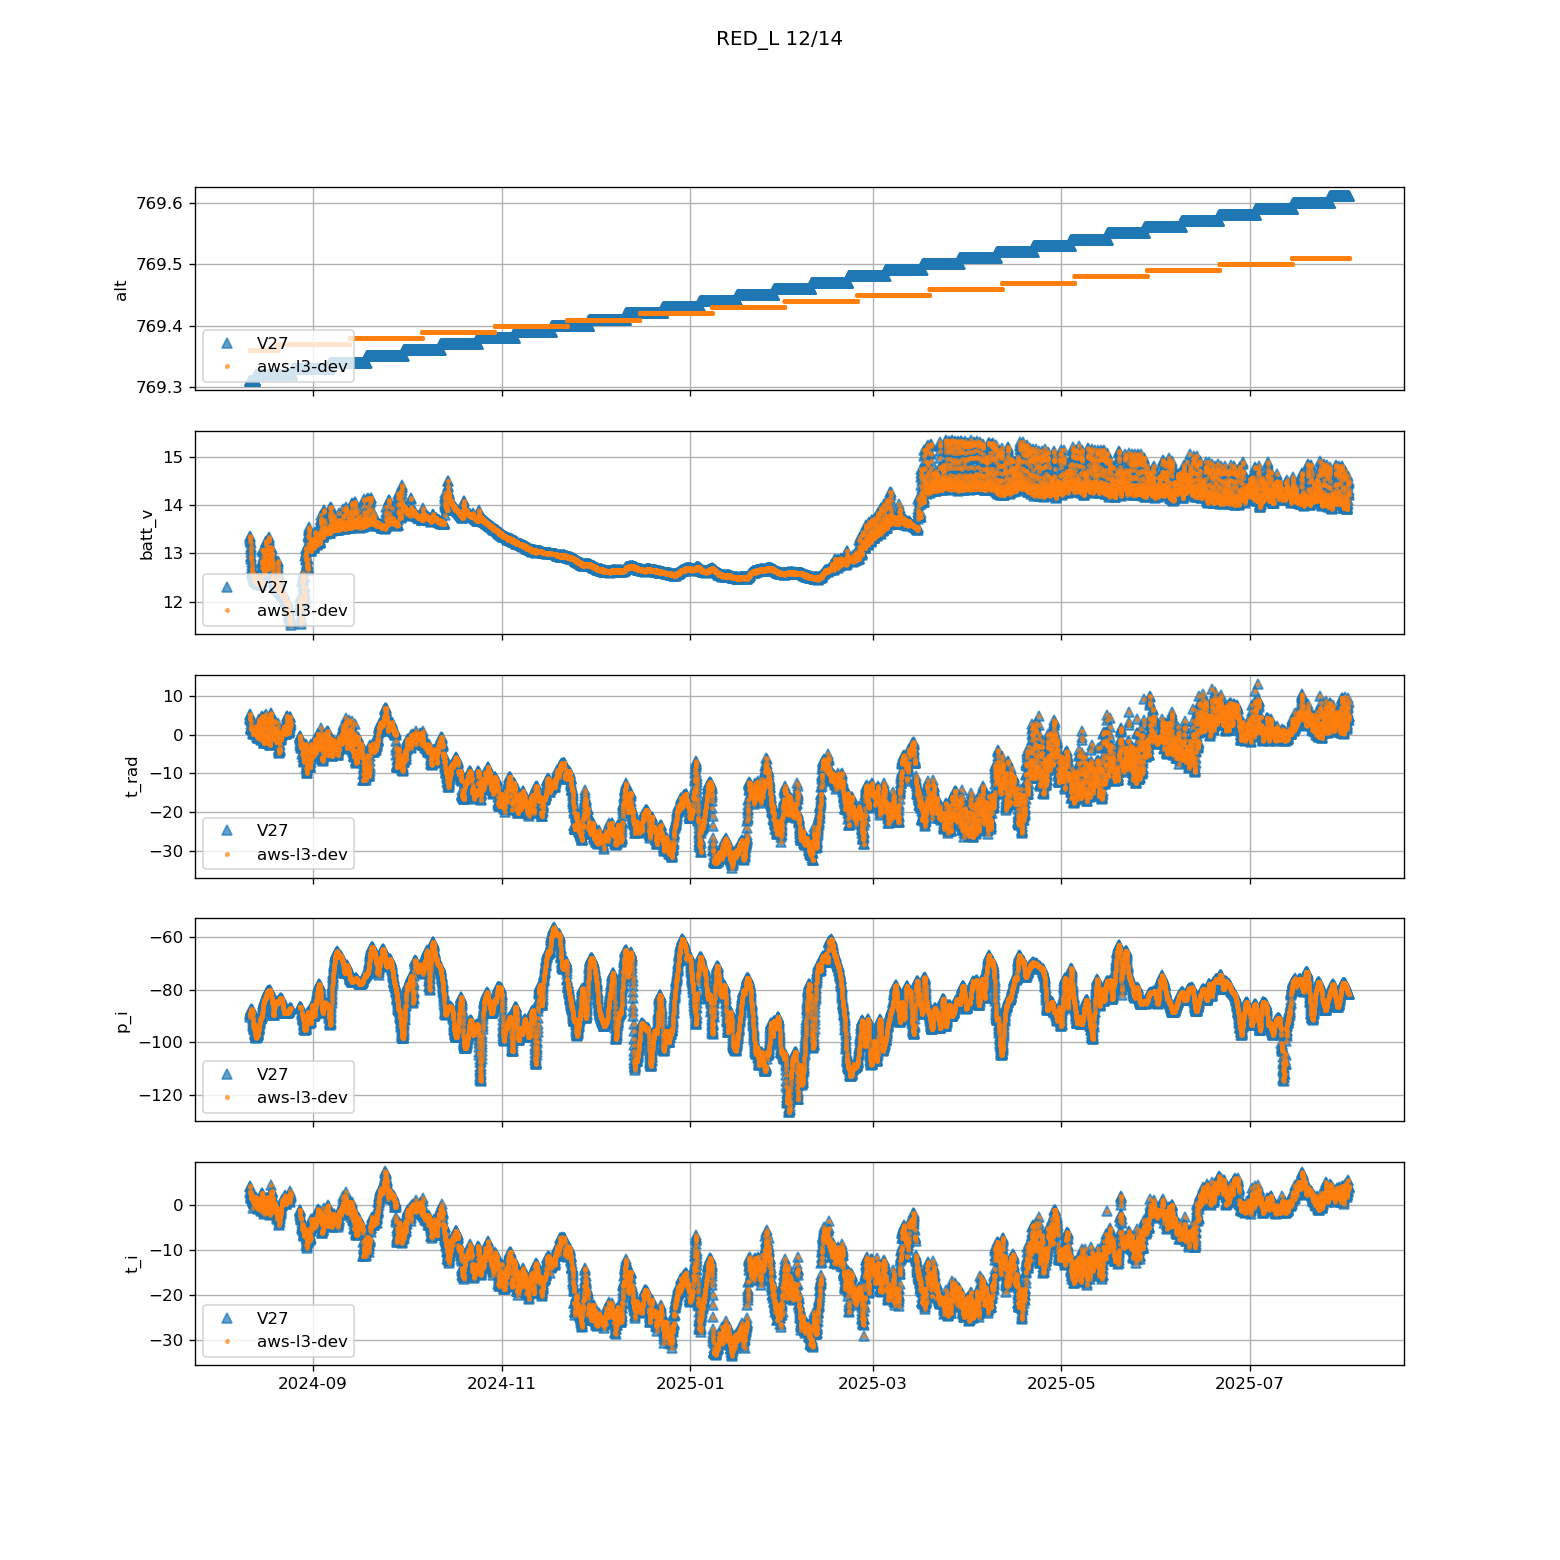 RED_L 12/14
769.6
769.5
769.4
769.3
alt
V27
aws-l3-dev
15
14
13
12
batt_v
V27
aws-l3-dev
10
0
−10
−20
−30
t_rad
V27
aws-l3-dev
−60
−80
−100
−120
p_i
V27
aws-l3-dev
0
−10
−20
−30
t_i
V27
aws-l3-dev
2024-09
2024-11
2025-01
2025-03
2025-05
2025-07